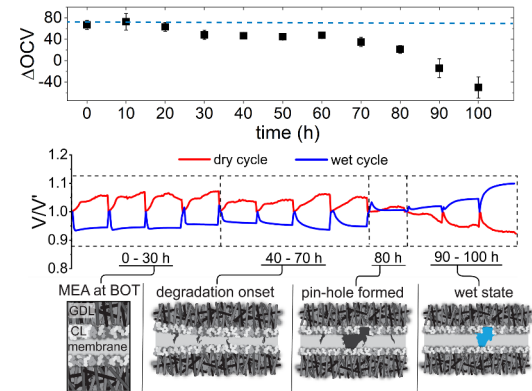 80
40
0
-40
-80
ΔOCV
0 10 20 30 40 50 60 70 80 90 100
time (h)
1.2
1.1
1.0
0.9
0.8
V/V'
dry cycle wet cycle
0 - 30 h 40 - 70 h 80 h 90 - 100 h
MEA at BOT degradation onset pin-hole formed wet state
GDL
CL
membrane